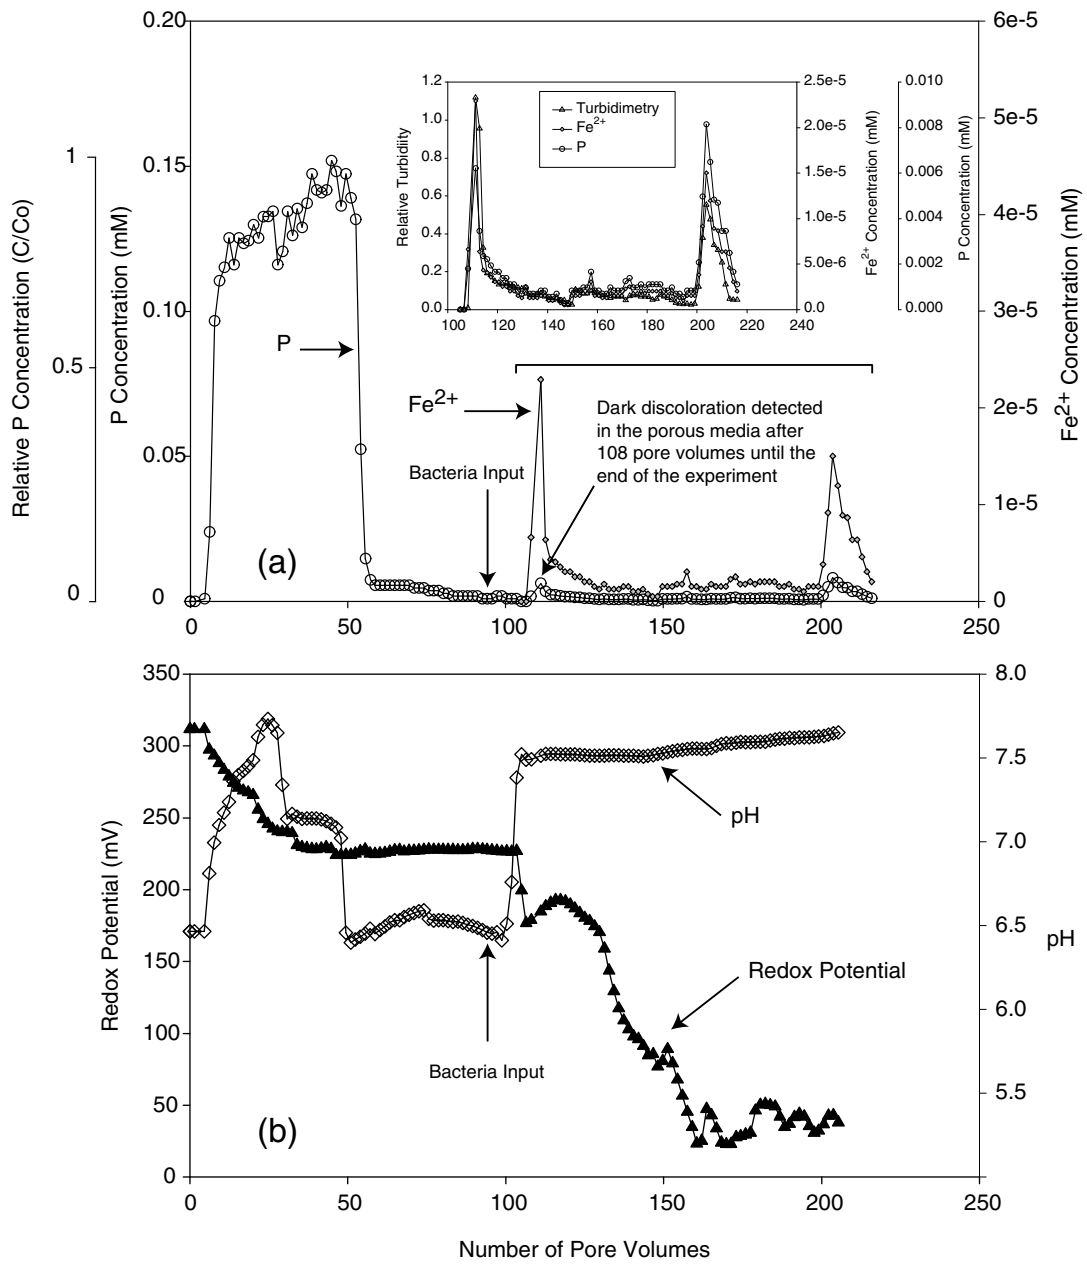 0.20
6e-5
1.2
2.5e-5
0.010
Turbidimetry
Fe2+
P
1.0
2.0e-5
0.008
5e-5
0.8
1.5e-5
0.006
1
0.15
0.6
1.0e-5
0.004
4e-5
0.4
0.2
5.0e-6
0.002
0.0
0.0
0.000
100
120
140
160
180
200
220
240
Relative Turbidiity
Fe2+ Concentration (mM)
P Concentration (mM)
Relative P Concentration (C/Co)
P Concentration (mM)
Fe2+ Concentration (mM)
0.10
3e-5
P
0.5
Fe2+
Dark discoloration detected
in the porous media after
108 pore volumes until the
end of the experiment
2e-5
Bacteria Input
0.05
1e-5
(a)
0
0
0
0
50
100
150
200
250
350
8.0
300
7.5
pH
250
7.0
200
6.5
pH
150
Redox Potential
6.0
100
Bacteria Input
50
5.5
(b)
0
Redox Potential (mV)
0
50
100
150
200
250
Number of Pore Volumes